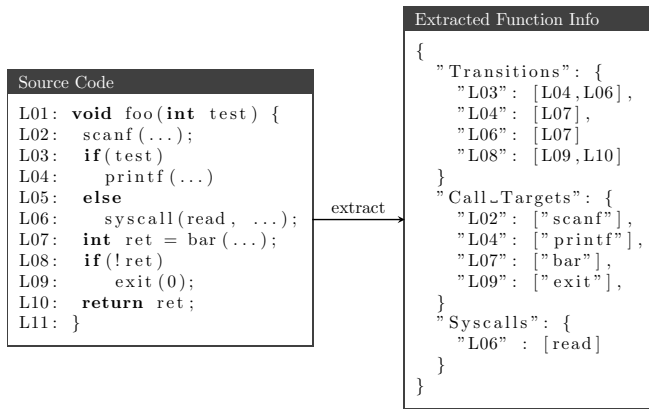 Source Code
L01: void foo(int test) {
L02: scanf(...);
L03: if(test)
L04: printf(...)
L05: else
L06: syscall(read, ...);
L07: int ret = bar(...);
L08: if(!ret)
L09: exit(0);
L10: return ret;
L11: }
extract
Extracted Function Info
{
"Transitions": {
"L03": [L04,L06],
"L04": [L07],
"L06": [L07]
"L08": [L09,L10]
}
"Call_Targets": {
"L02": ["scanf"],
"L04": ["printf"],
"L07": ["bar"],
"L09": ["exit"],
}
"Syscalls": {
"L06" : [read]
}
}